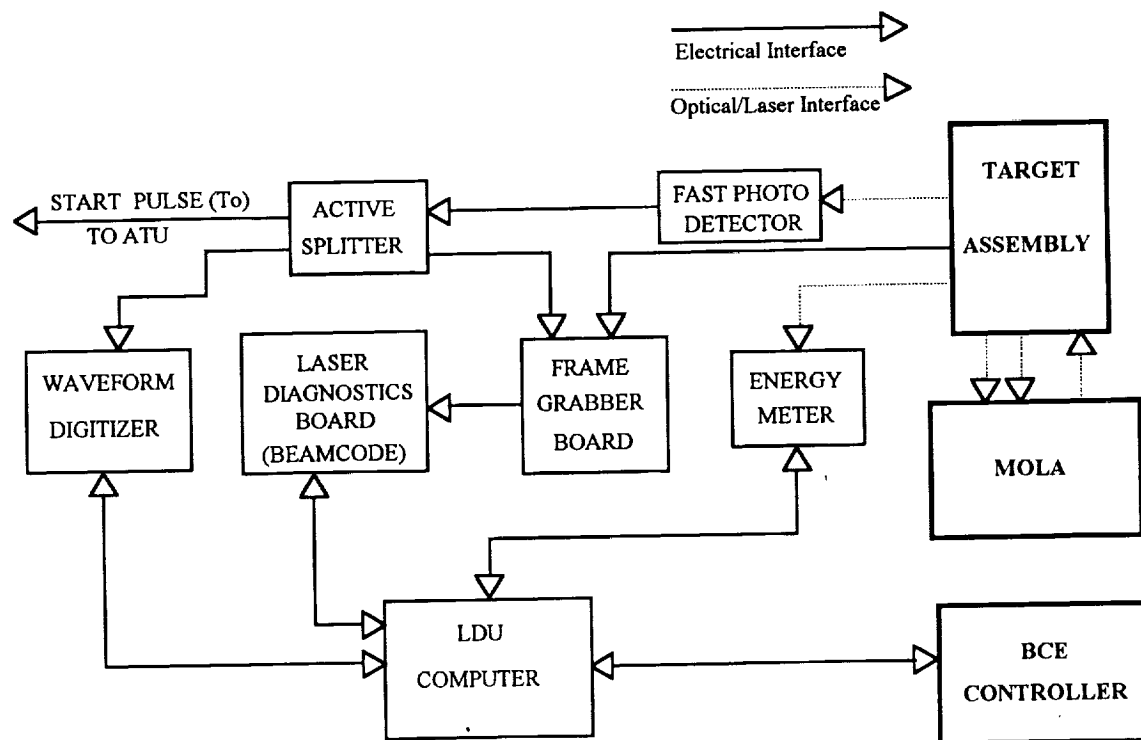 Electrical Interface
Optical/Laser Interface
START PULSE (To)
TO ATU
ACTIVE
SPLITTER
FAST PHOTO
DETECTOR
TARGET
ASSEMBLY
WAVEFORM
DIGITIZER
LASER
DIAGNOSTICS
BOARD
(BEAMCODE)
FRAME
GRABBER
BOARD
ENERGY
METER
MOLA
LDU
COMPUTER
BCE
CONTROLLER